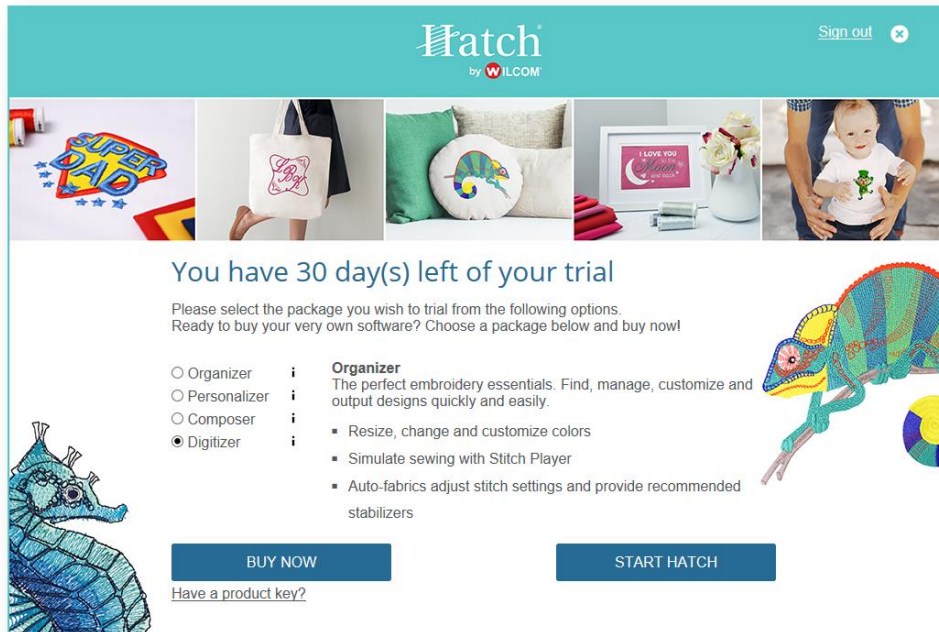 Hatch
by WILCOM
Sign out
SUPER
DAD
I LOVE YOU
Mom
You have 30 day(s) left of your trial
Please select the package you wish to trial from the following options.
Ready to buy your very own software? Choose a package below and buy now!
Organizer i
Personalizer i
Composer i
Digitizer i
Organizer
The perfect embroidery essentials. Find, manage, customize and
output designs quickly and easily.
▪ Resize, change and customize colors
▪ Simulate sewing with Stitch Player
▪ Auto-fabrics adjust stitch settings and provide recommended
stabilizers
BUY NOW
START HATCH
Have a product key?